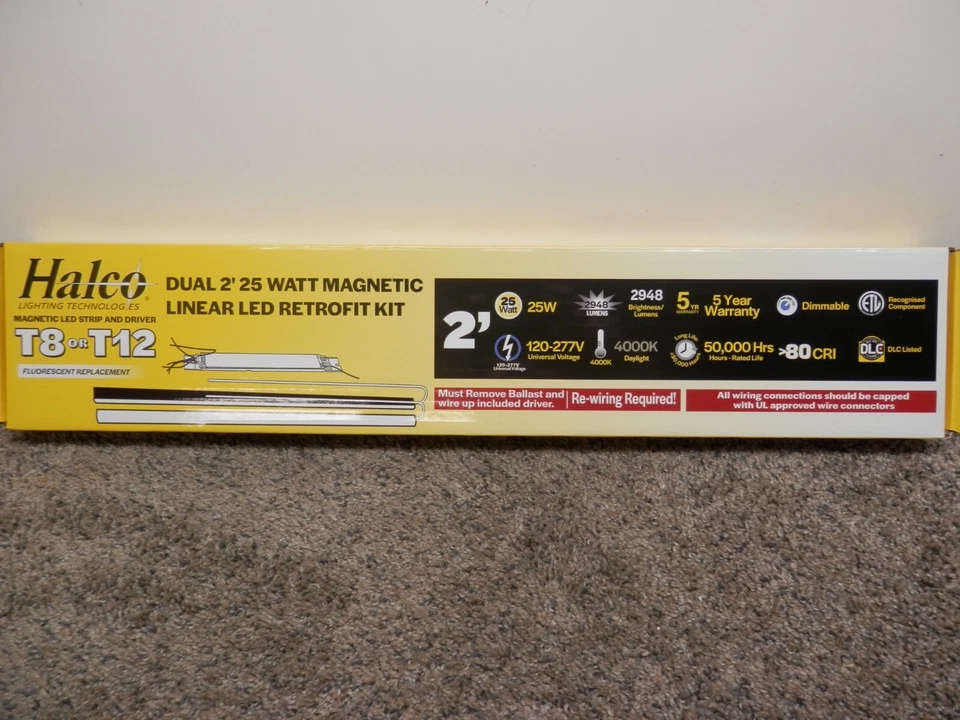 Halco
LIGHTING TECHNOLOGIES
MAGNETIC LED STRIP AND DRIVER
T8 OR T12
FLUORESCENT REPLACEMENT
DUAL 2' 25 WATT MAGNETIC
LINEAR LED RETROFIT KIT
2'
25
Watt
25W
2948
LUMENS
2948
Brightness/
Lumens
5 YR
WARRANTY
5 Year
Warranty
Dimmable
ETL
Recognised
Component
120-277V
Universal Voltage
120-277V
Universal Voltage
4000K
4000K
Daylight
Long Life
50,000 Hrs
Hours - Rated Life
>80 CRI
DLC
DLC Listed
Must Remove Ballast and
wire up included driver.
Re-wiring Required!
All wiring connections should be capped
with UL approved wire connectors